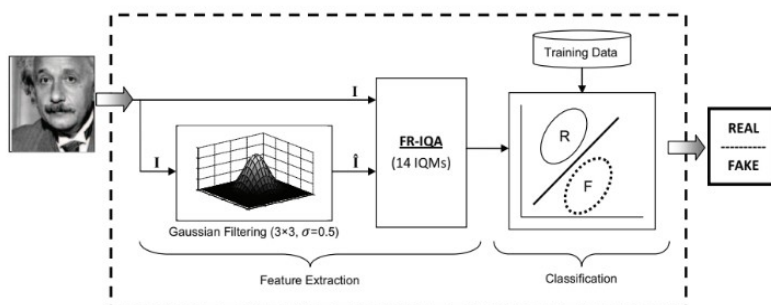 Training Data
I
FR-IQA
(14 IQMs)
I
Î
R
F
REAL
FAKE
Gaussian Filtering (3×3, σ=0.5)
Feature Extraction
Classification